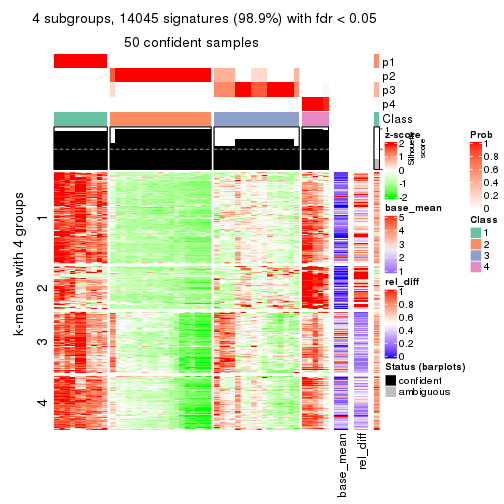 4 subgroups, 14045 signatures (98.9%) with fdr < 0.05
50 confident samples
p1
p2
p3
p4
Class
1
Silhouette
score
k-means with 4 groups
1
2
3
4
base_mean
rel_diff
z-score
2
1
0
-1
-2
base_mean
5
4
3
2
1
rel_diff
1
0.8
0.6
0.4
0.2
0
Status (barplots)
confident
ambiguous
Prob
1
0.8
0.6
0.4
0.2
0
Class
1
2
3
4